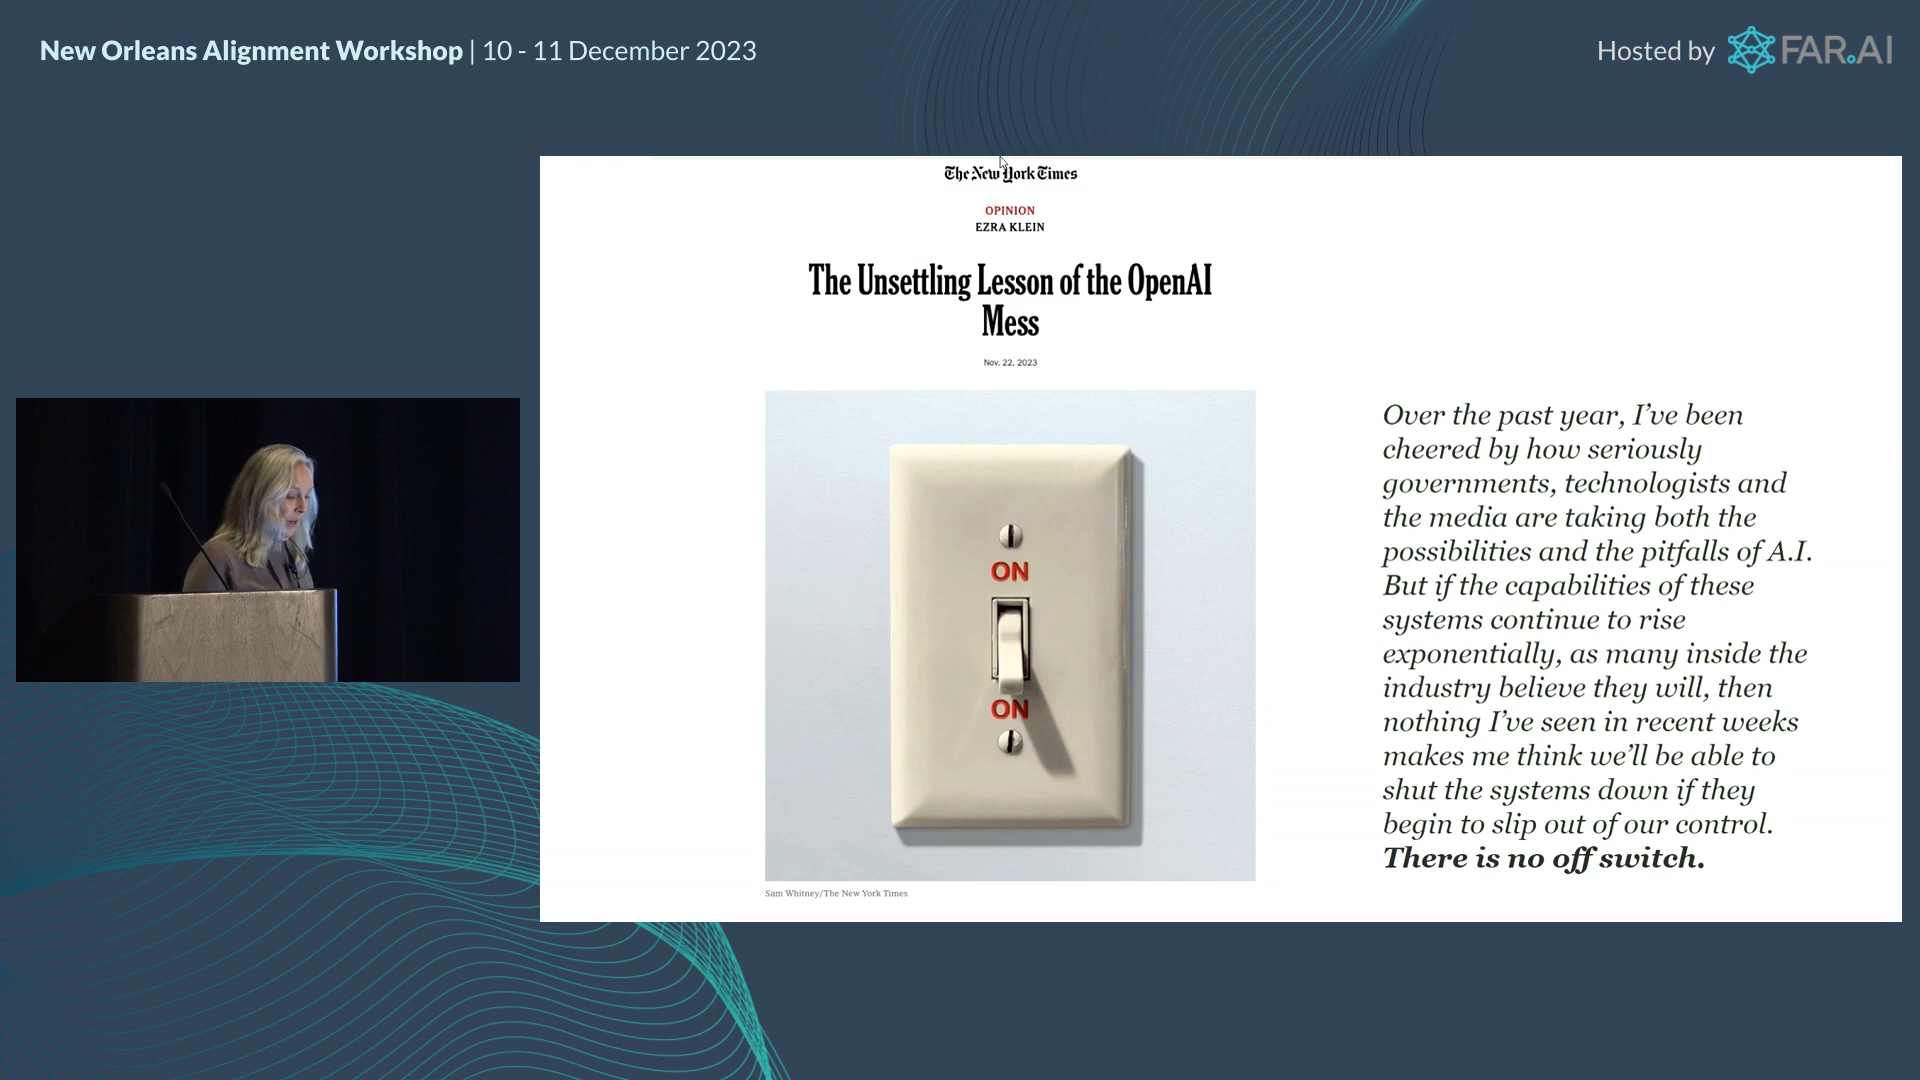 New Orleans Alignment Workshop | 10 - 11 December 2023
Hosted by FAR.AI
The New York Times
OPINION
EZRA KLEIN
The Unsettling Lesson of the OpenAI
Mess
Nov. 22, 2023
ON
ON
Sam Whitney/The New York Times
Over the past year, I’ve been
cheered by how seriously
governments, technologists and
the media are taking both the
possibilities and the pitfalls of A.I.
But if the capabilities of these
systems continue to rise
exponentially, as many inside the
industry believe they will, then
nothing I’ve seen in recent weeks
makes me think we’ll be able to
shut the systems down if they
begin to slip out of our control.
There is no off switch.